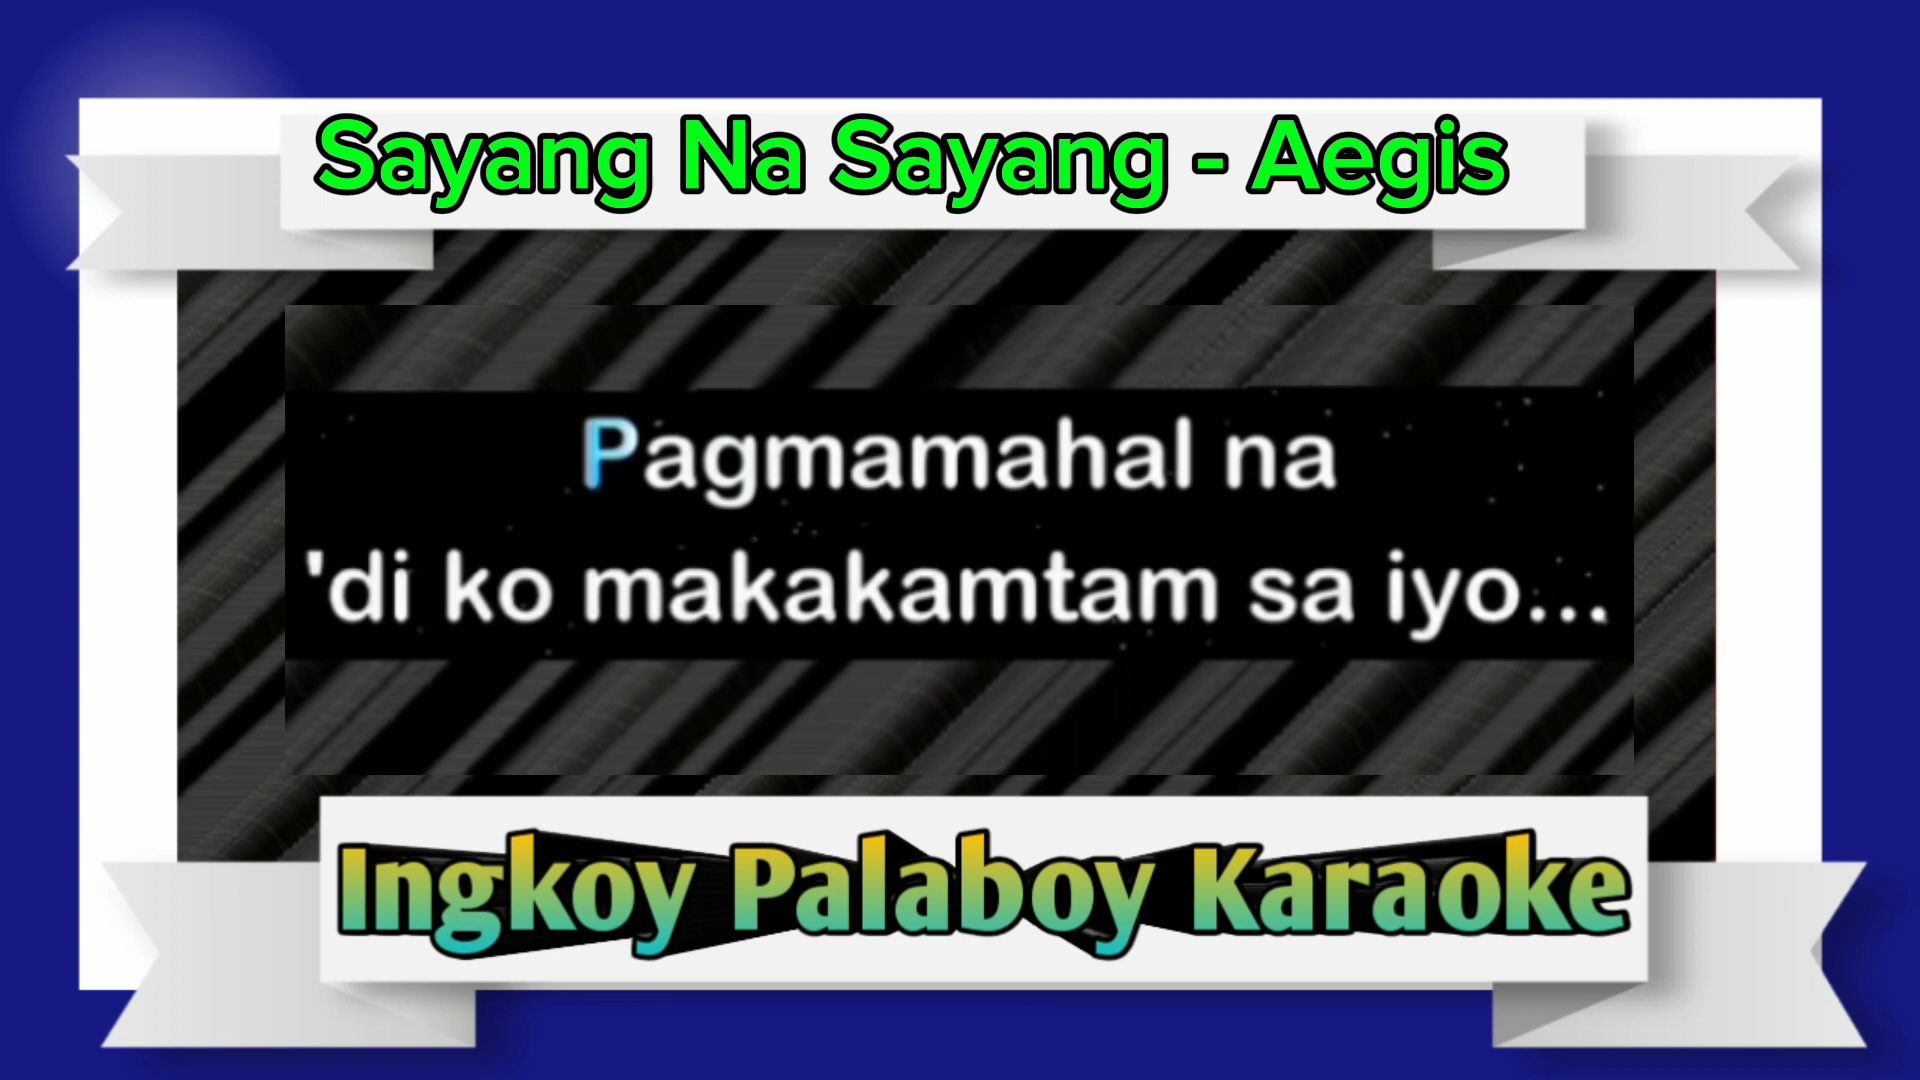 Sayang Na Sayang - Aegis
Pagmamahal na
'di ko makakamtam sa iyo...
Ingkoy Palaboy Karaoke